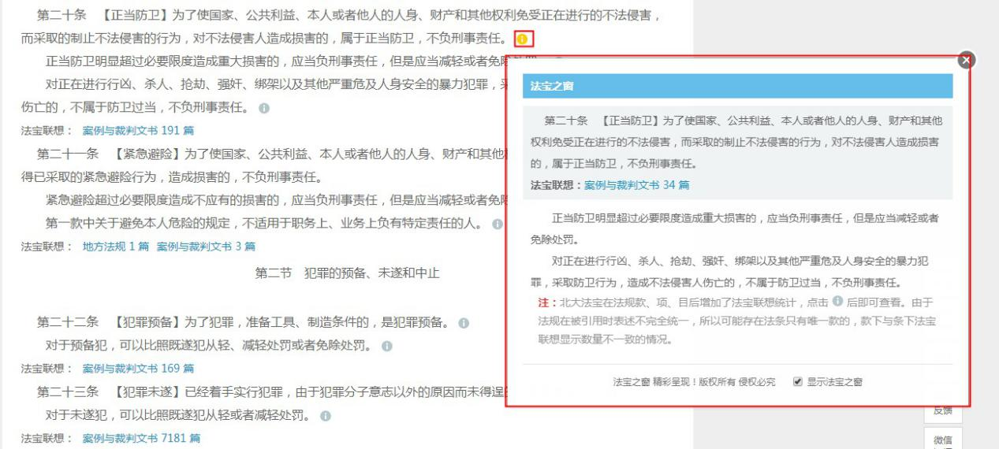 第二十条 【正当防卫】为了使国家、公共利益、本人或者他人的人身、财产和其他权利免受正在进行的不法侵害，
而采取的制止不法侵害的行为，对不法侵害人造成损害的，属于正当防卫，不负刑事责任。
正当防卫明显超过必要限度造成重大损害的，应当负刑事责任，但是应当减轻或者免除
对正在进行行凶、杀人、抢劫、强奸、绑架以及其他严重危及人身安全的暴力犯罪，采
伤亡的，不属于防卫过当，不负刑事责任。
法宝联想： 案例与裁判文书 191 篇
第二十一条 【紧急避险】为了使国家、公共利益、本人或者他人的人身、财产和其他
得已采取的紧急避险行为，造成损害的，不负刑事责任。
紧急避险超过必要限度造成不应有的损害的，应当负刑事责任，但是应当减轻或者免
第一款中关于避免本人危险的规定，不适用于职务上、业务上负有特定责任的人。
法宝联想： 地方法规 1 篇 案例与裁判文书 3 篇
第二节 犯罪的预备、未遂和中止
第二十二条 【犯罪预备】为了犯罪，准备工具、制造条件的，是犯罪预备。
对于预备犯，可以比照既遂犯从轻、减轻处罚或者免除处罚。
法宝联想： 案例与裁判文书 169 篇
第二十三条 【犯罪未遂】已经着手实行犯罪，由于犯罪分子意志以外的原因而未得逞
对于未遂犯，可以比照既遂犯从轻或者减轻处罚。
法宝联想： 案例与裁判文书 7181 篇
法宝之窗
第二十条 【正当防卫】为了使国家、公共利益、本人或者他人的人身、财产和其他
权利免受正在进行的不法侵害，而采取的制止不法侵害的行为，对不法侵害人造成损害
的，属于正当防卫，不负刑事责任。
法宝联想：案例与裁判文书 34 篇
正当防卫明显超过必要限度造成重大损害的，应当负刑事责任，但是应当减轻或者
免除处罚。
对正在进行行凶、杀人、抢劫、强奸、绑架以及其他严重危及人身安全的暴力犯
罪，采取防卫行为，造成不法侵害人伤亡的，不属于防卫过当，不负刑事责任。
注：北大法宝在法规款、项、目后增加了法宝联想统计，点击 后即可查看。由于
法规在被引用时表述不完全统一，所以可能存在法条只有唯一款的，款下与条下法宝
联想显示数量不一致的情况。
法宝之窗 精彩呈现！版权所有 侵权必究 显示法宝之窗
反馈
微信